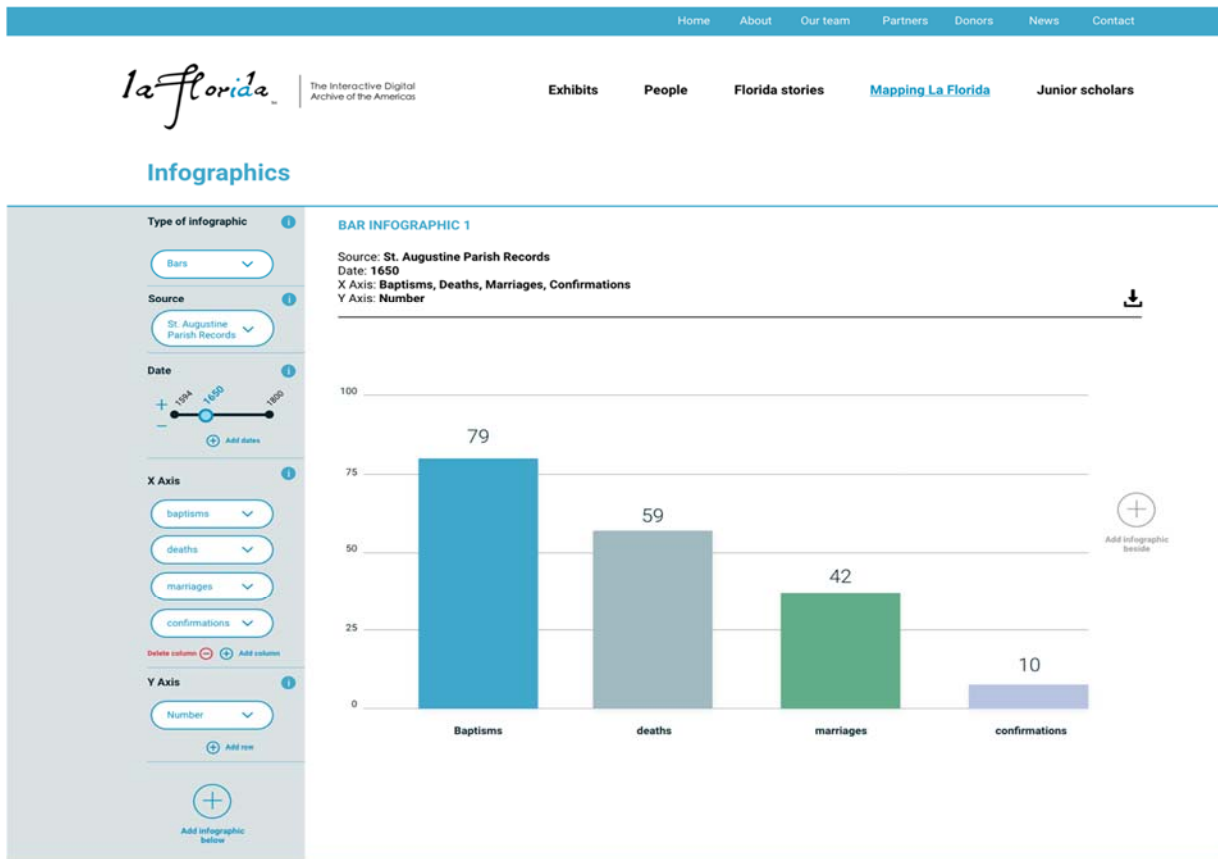 Home About Our team Partners Donors News Contact
la florida
The Interactive Digital
Archive of the Americas
Exhibits People Florida stories Mapping La Florida Junior scholars
Infographics
Type of infographic
Bars
Source
St. Augustine
Parish Records
Date
1594 1650 1800
Add dates
X Axis
baptisms
deaths
marriages
confirmations
Delete column Add column
Y Axis
Number
Add row
Add infographic
below
BAR INFOGRAPHIC 1
Source: St. Augustine Parish Records
Date: 1650
X Axis: Baptisms, Deaths, Marriages, Confirmations
Y Axis: Number
100
75
50
25
0
79
59
42
10
Baptisms deaths marriages confirmations
Add infographic
beside